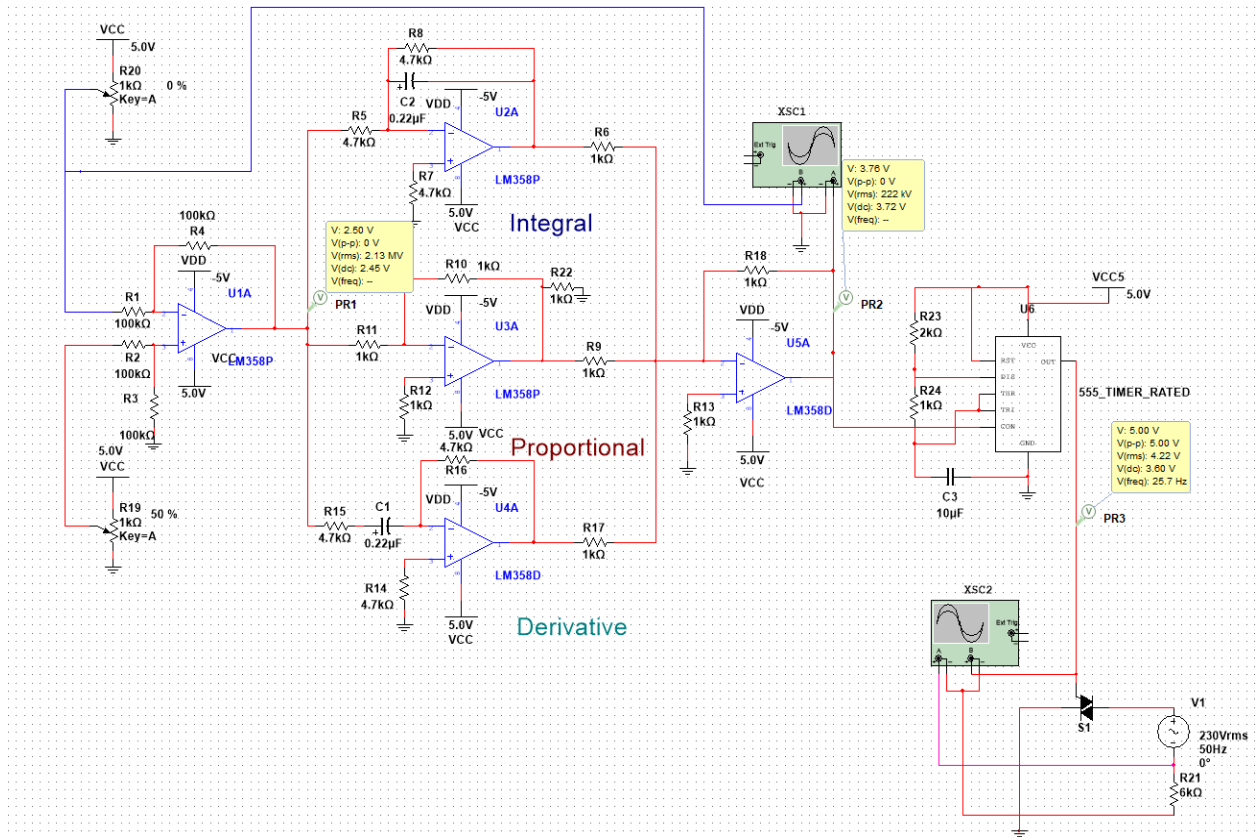 VCC
5.0V
R20
1kΩ
0 %
Key=A
R8
4.7kΩ
C2
0.22µF
VDD
-5V
U2A
R5
4.7kΩ
R7
4.7kΩ
LM358P
5.0V
VCC
Integral
R6
1kΩ
XSC1
Ext Trig
A
B
V: 3.76 V
V(p-p): 0 V
V(rms): 222 kV
V(dc): 3.72 V
V(freq): --
PR2
100kΩ
R4
VDD
-5V
U1A
R1
100kΩ
R2
100kΩ
R3
100kΩ
VCC
LM358P
5.0V
V: 2.50 V
V(p-p): 0 V
V(rms): 2.13 MV
V(dc): 2.45 V
V(freq): --
PR1
R10
1kΩ
R22
1kΩ
VDD
-5V
U3A
R11
1kΩ
R12
1kΩ
LM358P
5.0V
VCC
Proportional
R9
1kΩ
R18
1kΩ
VDD
-5V
U5A
R13
1kΩ
LM358D
5.0V
VCC
VCC5
5.0V
U6
R23
2kΩ
R24
1kΩ
VCC
RST
OUT
DIS
THR
TRI
CON
GND
555_TIMER_RATED
C3
10µF
V: 5.00 V
V(p-p): 5.00 V
V(rms): 4.22 V
V(dc): 3.60 V
V(freq): 25.7 Hz
PR3
5.0V
VCC
R19
1kΩ
50 %
Key=A
4.7kΩ
R16
VDD
-5V
U4A
R15
4.7kΩ
C1
0.22µF
R14
4.7kΩ
LM358D
5.0V
VCC
Derivative
R17
1kΩ
XSC2
Ext Trig
A
B
S1
V1
230Vrms
50Hz
0°
R21
6kΩ